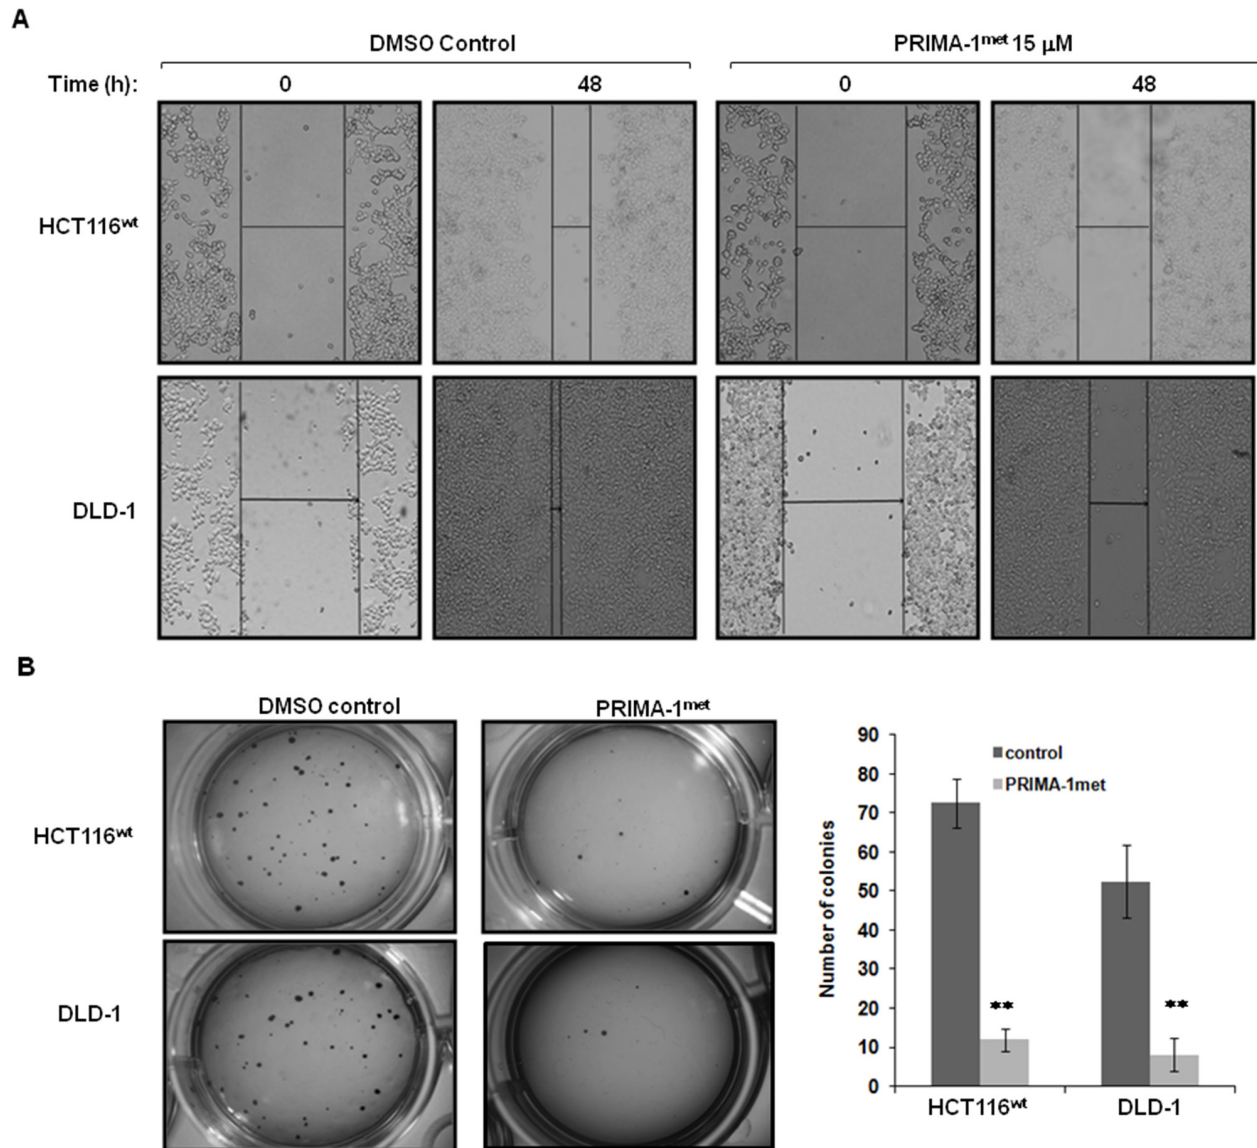 A
DMSO Control
PRIMA-1ᵐᵉᵗ 15 µM
Time (h):
0
48
0
48
HCT116ʷᵗ
DLD-1
B
DMSO control
PRIMA-1ᵐᵉᵗ
HCT116ʷᵗ
DLD-1
90
80
70
60
50
40
30
20
10
0
Number of colonies
control
PRIMA-1met
**
**
HCT116ʷᵗ
DLD-1